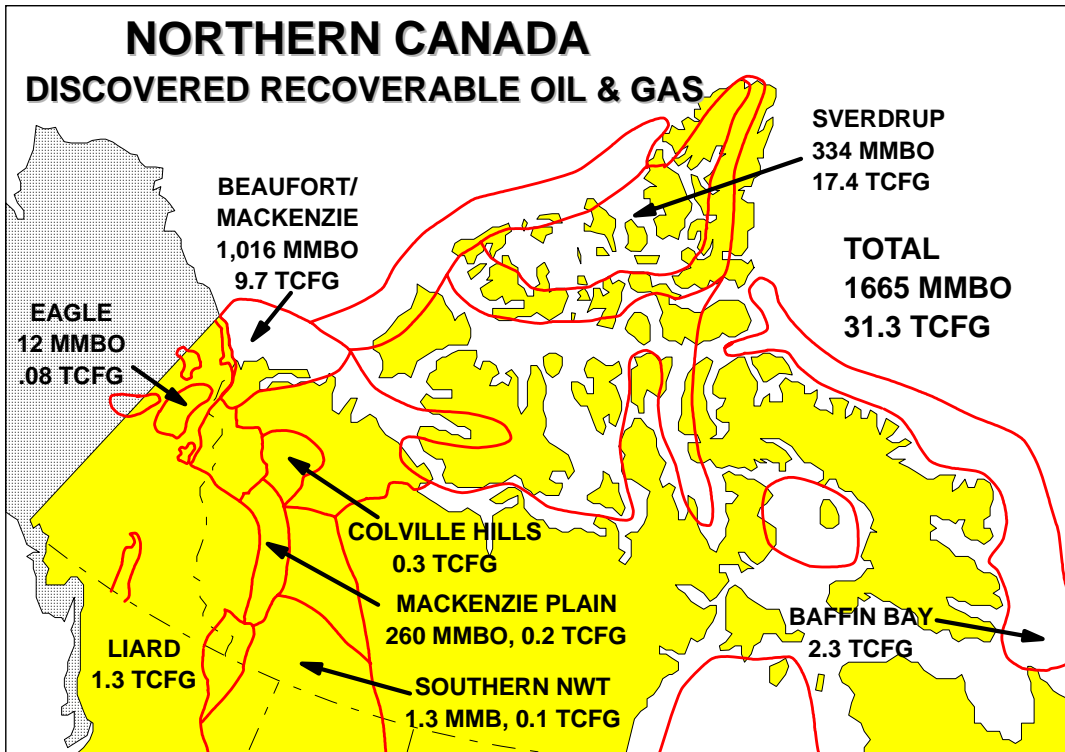 NORTHERN CANADA
DISCOVERED RECOVERABLE OIL & GAS
SVERDRUP
334 MMBO
17.4 TCFG
BEAUFORT/
MACKENZIE
1,016 MMBO
9.7 TCFG
TOTAL
1665 MMBO
31.3 TCFG
EAGLE
12 MMBO
.08 TCFG
COLVILLE HILLS
0.3 TCFG
MACKENZIE PLAIN
260 MMBO, 0.2 TCFG
BAFFIN BAY
2.3 TCFG
LIARD
1.3 TCFG
SOUTHERN NWT
1.3 MMB, 0.1 TCFG